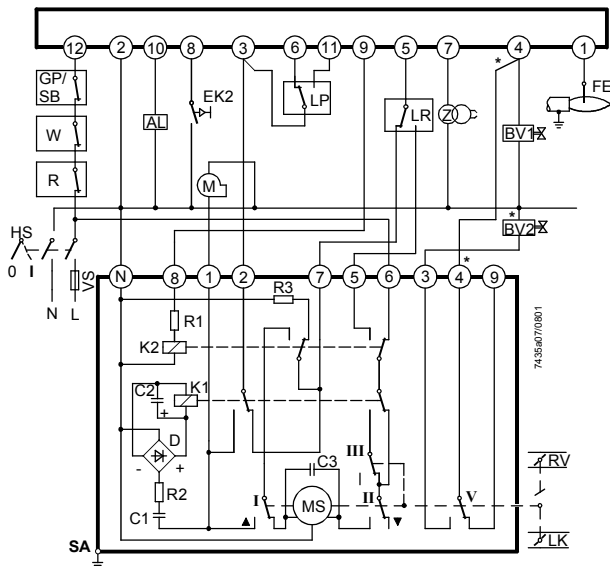 12 2 10 8 3 6 11 9 5 7 4 1
*
GP/
SB
EK2
LP
FE
LR
Z
BV1
W
AL
R
M
HS
*
BV2
0 I
VS
N L
*
N 8 1 2 7 5 6 3 4 9
R3
R1
K2
7435a07/0801
C2
K1
+
D
III
C3
- +
RV
R2
I
MS
II
V
C1
SA
LK